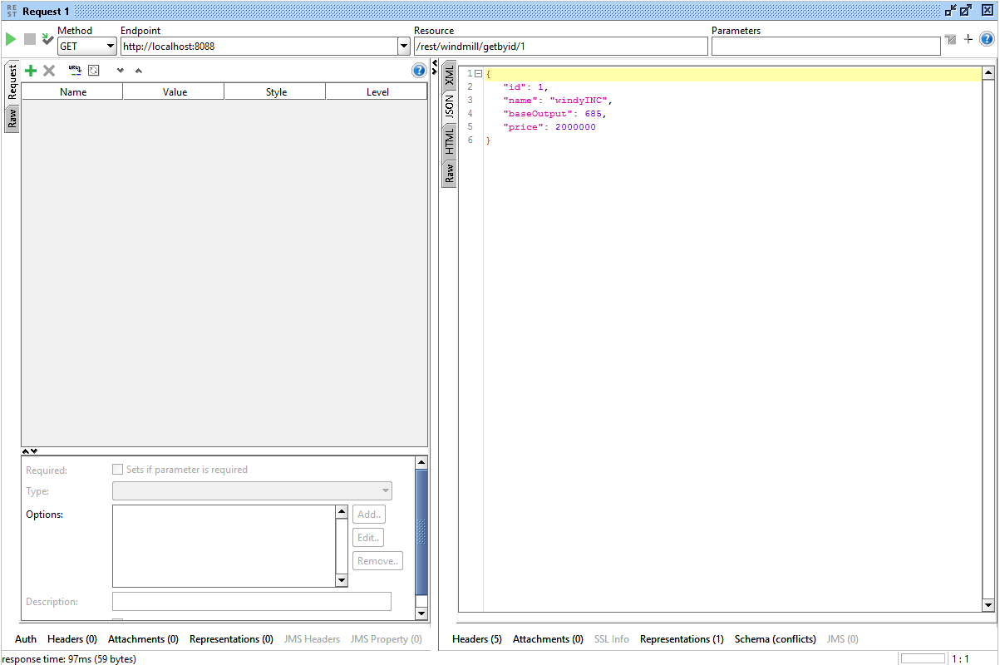 RE ST Request 1
Method Endpoint Resource Parameters
GET http://localhost:8088 /rest/windmill/getbyid/1
Request
Raw
URL
Name Value Style Level
XML
JSON
HTML
Raw
1 {
2 "id": 1,
3 "name": "windyINC",
4 "baseOutput": 685,
5 "price": 2000000
6 }
Required: Sets if parameter is required
Type:
Options:
Add..
Edit..
Remove..
Description:
Auth Headers (0) Attachments (0) Representations (0) JMS Headers JMS Property (0)
Headers (5) Attachments (0) SSL Info Representations (1) Schema (conflicts) JMS (0)
response time: 97ms (59 bytes) 1 : 1